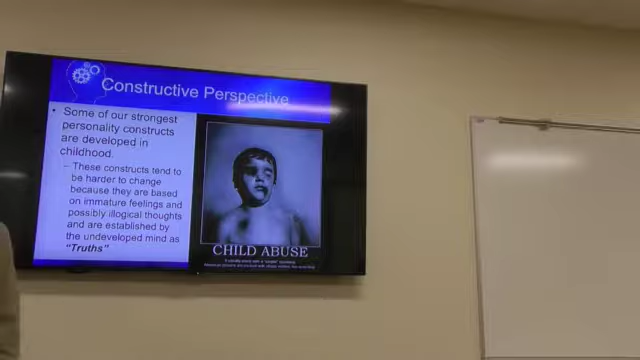 Constructive Perspective
• Some of our strongest
personality constructs
are developed in
childhood.
– These constructs tend to
be harder to change
because they are based
on immature feelings and
possibly illogical thoughts
and are established by
the undeveloped mind as
"Truths"
CHILD ABUSE